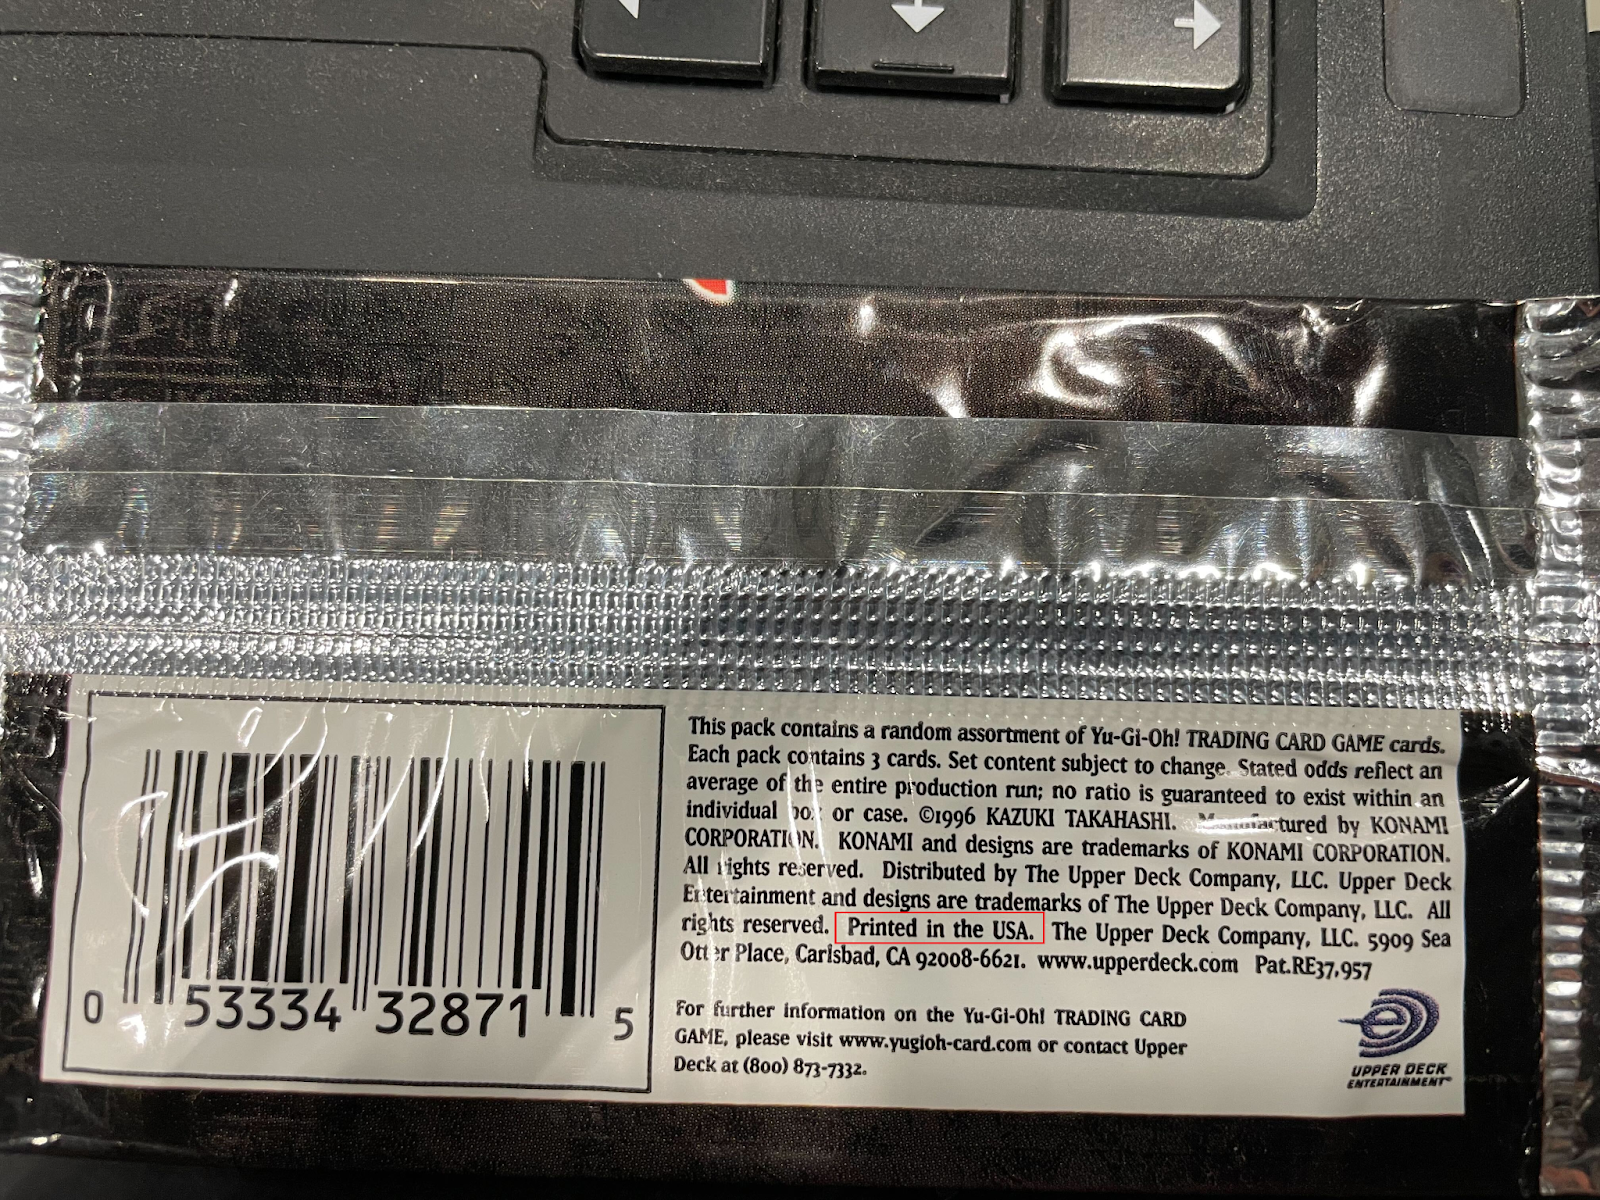 This pack contains a random assortment of Yu-Gi-Oh! TRADING CARD GAME cards.
Each pack contains 3 cards. Set content subject to change. Stated odds reflect an
average of the entire production run; no ratio is guaranteed to exist within an
individual box or case. ©1996 KAZUKI TAKAHASHI. Manufactured by KONAMI
CORPORATION. KONAMI and designs are trademarks of KONAMI CORPORATION.
All rights reserved. Distributed by The Upper Deck Company, LLC. Upper Deck
Entertainment and designs are trademarks of The Upper Deck Company, LLC. All
rights reserved. Printed in the USA. The Upper Deck Company, LLC. 5909 Sea
Otter Place, Carlsbad, CA 92008-6621. www.upperdeck.com Pat.RE37,957
For further information on the Yu-Gi-Oh! TRADING CARD
GAME, please visit www.yugioh-card.com or contact Upper
Deck at (800) 873-7332.
0 53334 32871 5
UPPER DECK
ENTERTAINMENT